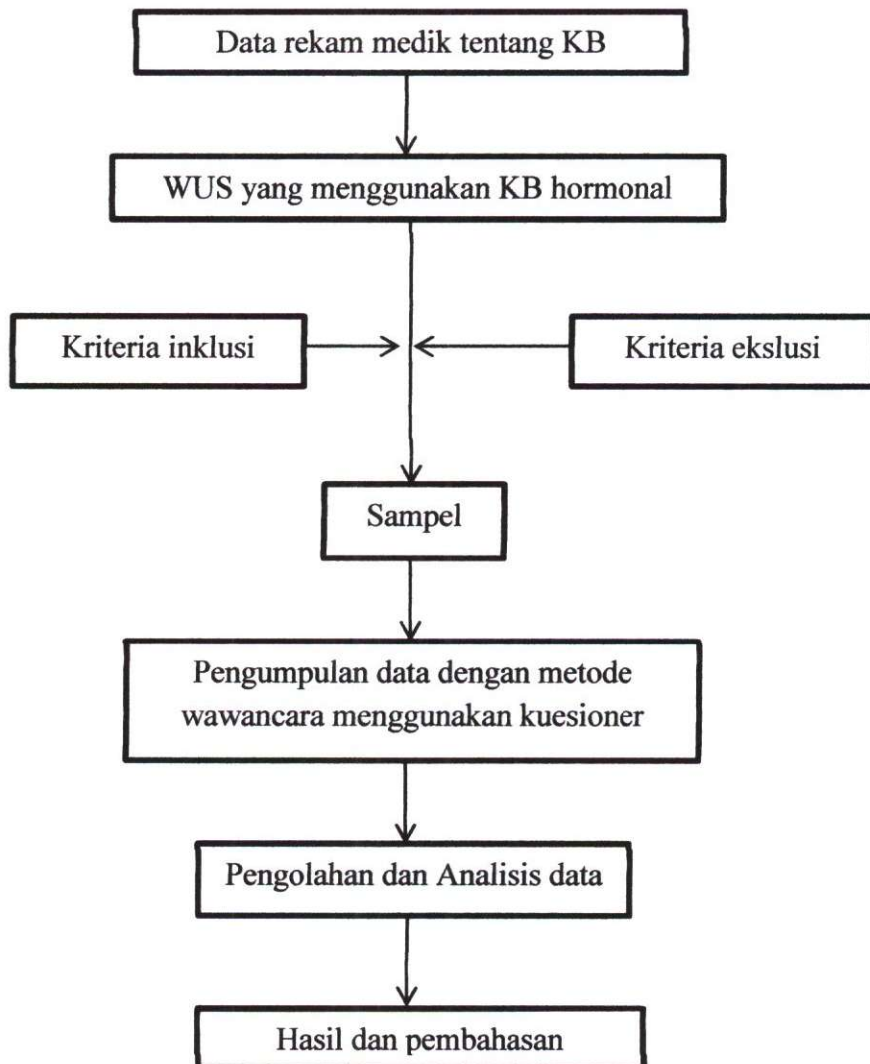 Data rekam medik tentang KB
WUS yang menggunakan KB hormonal
Kriteria inklusi
Kriteria ekslusi
Sampel
Pengumpulan data dengan metode
wawancara menggunakan kuesioner
Pengolahan dan Analisis data
Hasil dan pembahasan